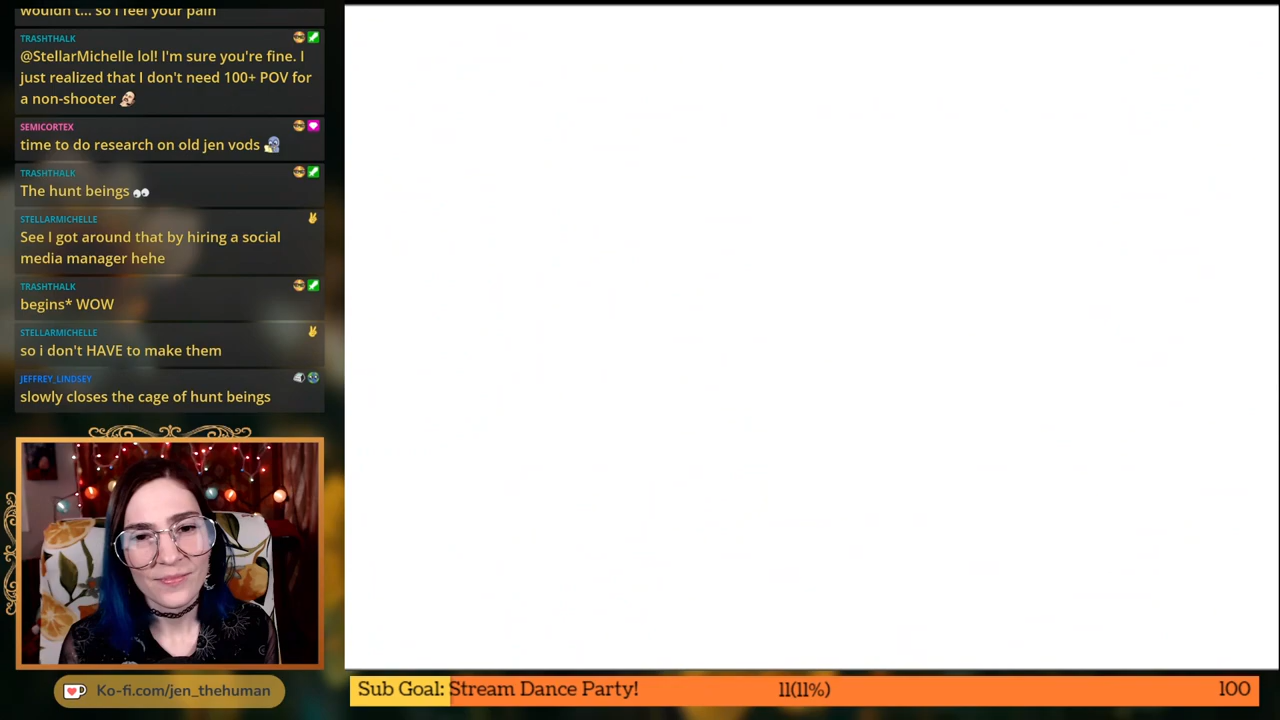 wouldn't... so i feel your pain
TRASHTHALK
@StellarMichelle lol! I'm sure you're fine. I
just realized that I don't need 100+ POV for
a non-shooter
SEMICORTEX
time to do research on old jen vods
TRASHTHALK
The hunt beings
STELLARMICHELLE
See I got around that by hiring a social
media manager hehe
TRASHTHALK
begins* WOW
STELLARMICHELLE
so i don't HAVE to make them
JEFFREY_LINDSEY
slowly closes the cage of hunt beings
Ko-fi.com/jen_thehuman
Sub Goal: Stream Dance Party! 11(11%) 100